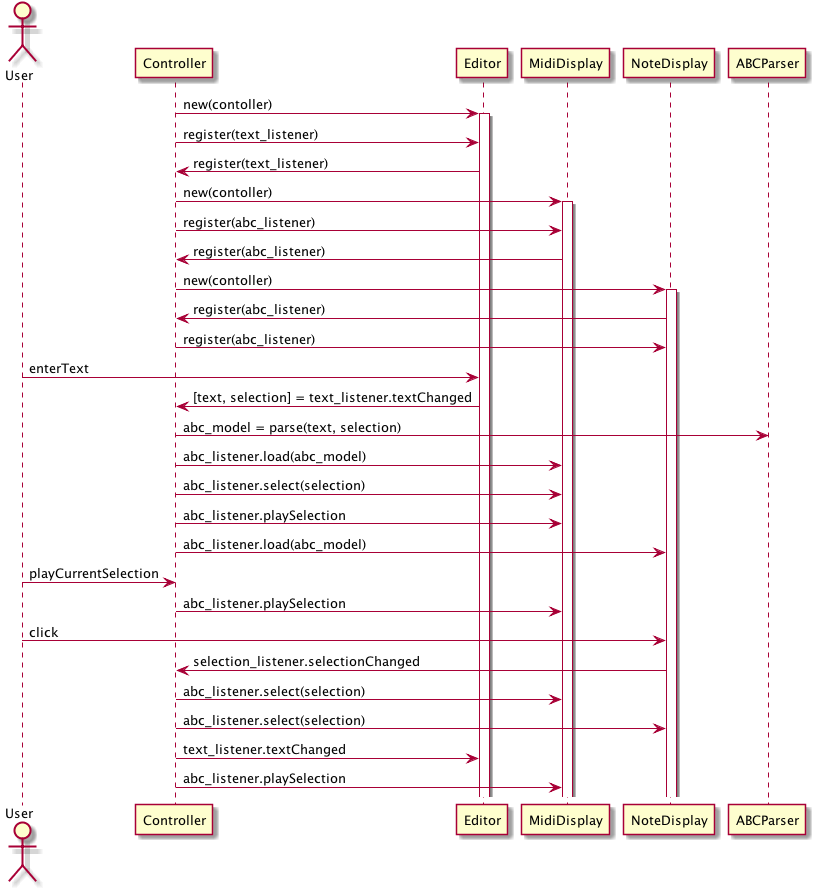 User
Controller
Editor
MidiDisplay
NoteDisplay
ABCParser
new(contoller)
register(text_listener)
register(text_listener)
new(contoller)
register(abc_listener)
register(abc_listener)
new(contoller)
register(abc_listener)
register(abc_listener)
enterText
[text, selection] = text_listener.textChanged
abc_model = parse(text, selection)
abc_listener.load(abc_model)
abc_listener.select(selection)
abc_listener.playSelection
abc_listener.load(abc_model)
playCurrentSelection
abc_listener.playSelection
click
selection_listener.selectionChanged
abc_listener.select(selection)
abc_listener.select(selection)
text_listener.textChanged
abc_listener.playSelection
User
Controller
Editor
MidiDisplay
NoteDisplay
ABCParser